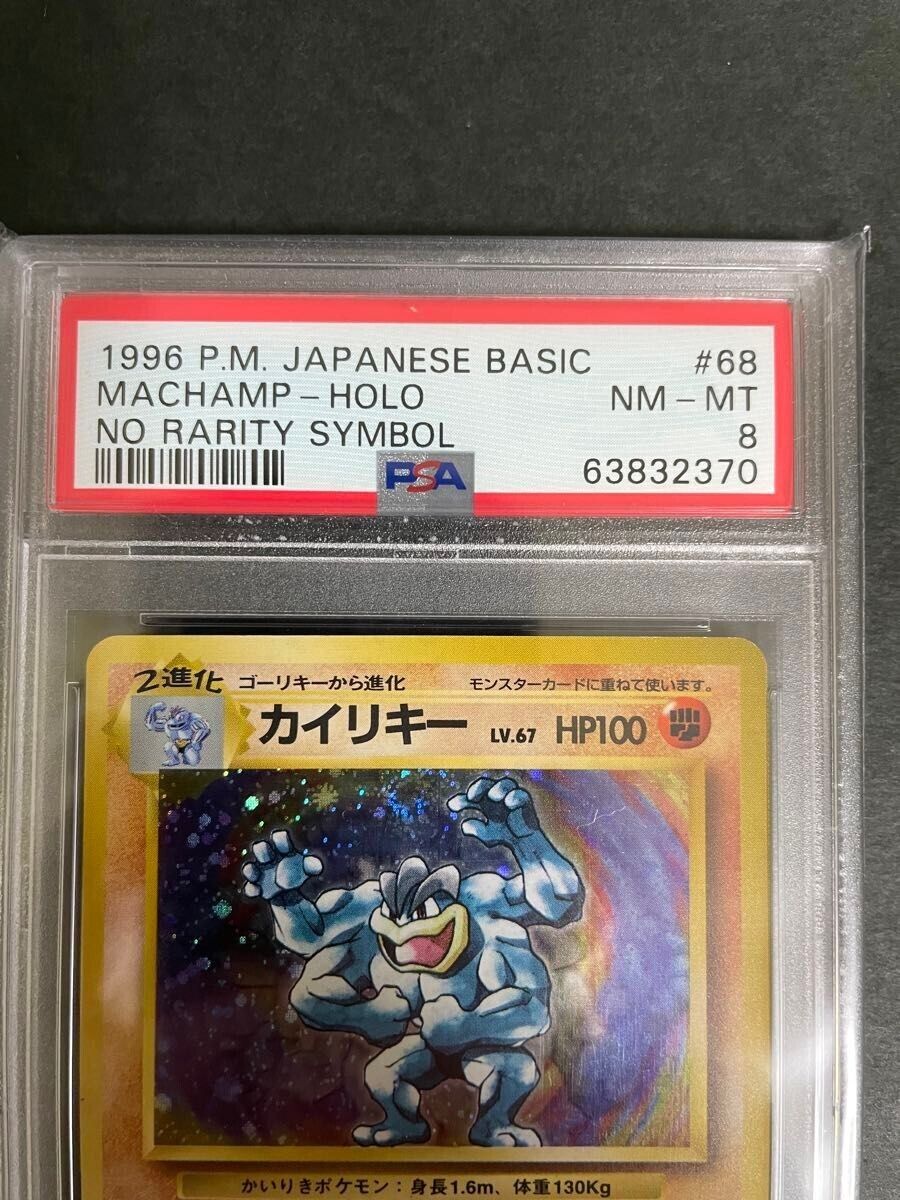 1996 P.M. JAPANESE BASIC #68
MACHAMP - HOLO NM - MT
NO RARITY SYMBOL 8
63832370
PSA
2進化 ゴーリキーから進化 モンスターカードに重ねて使います。
カイリキー LV.67 HP100
かいりきポケモン：身長1.6m、体重130Kg